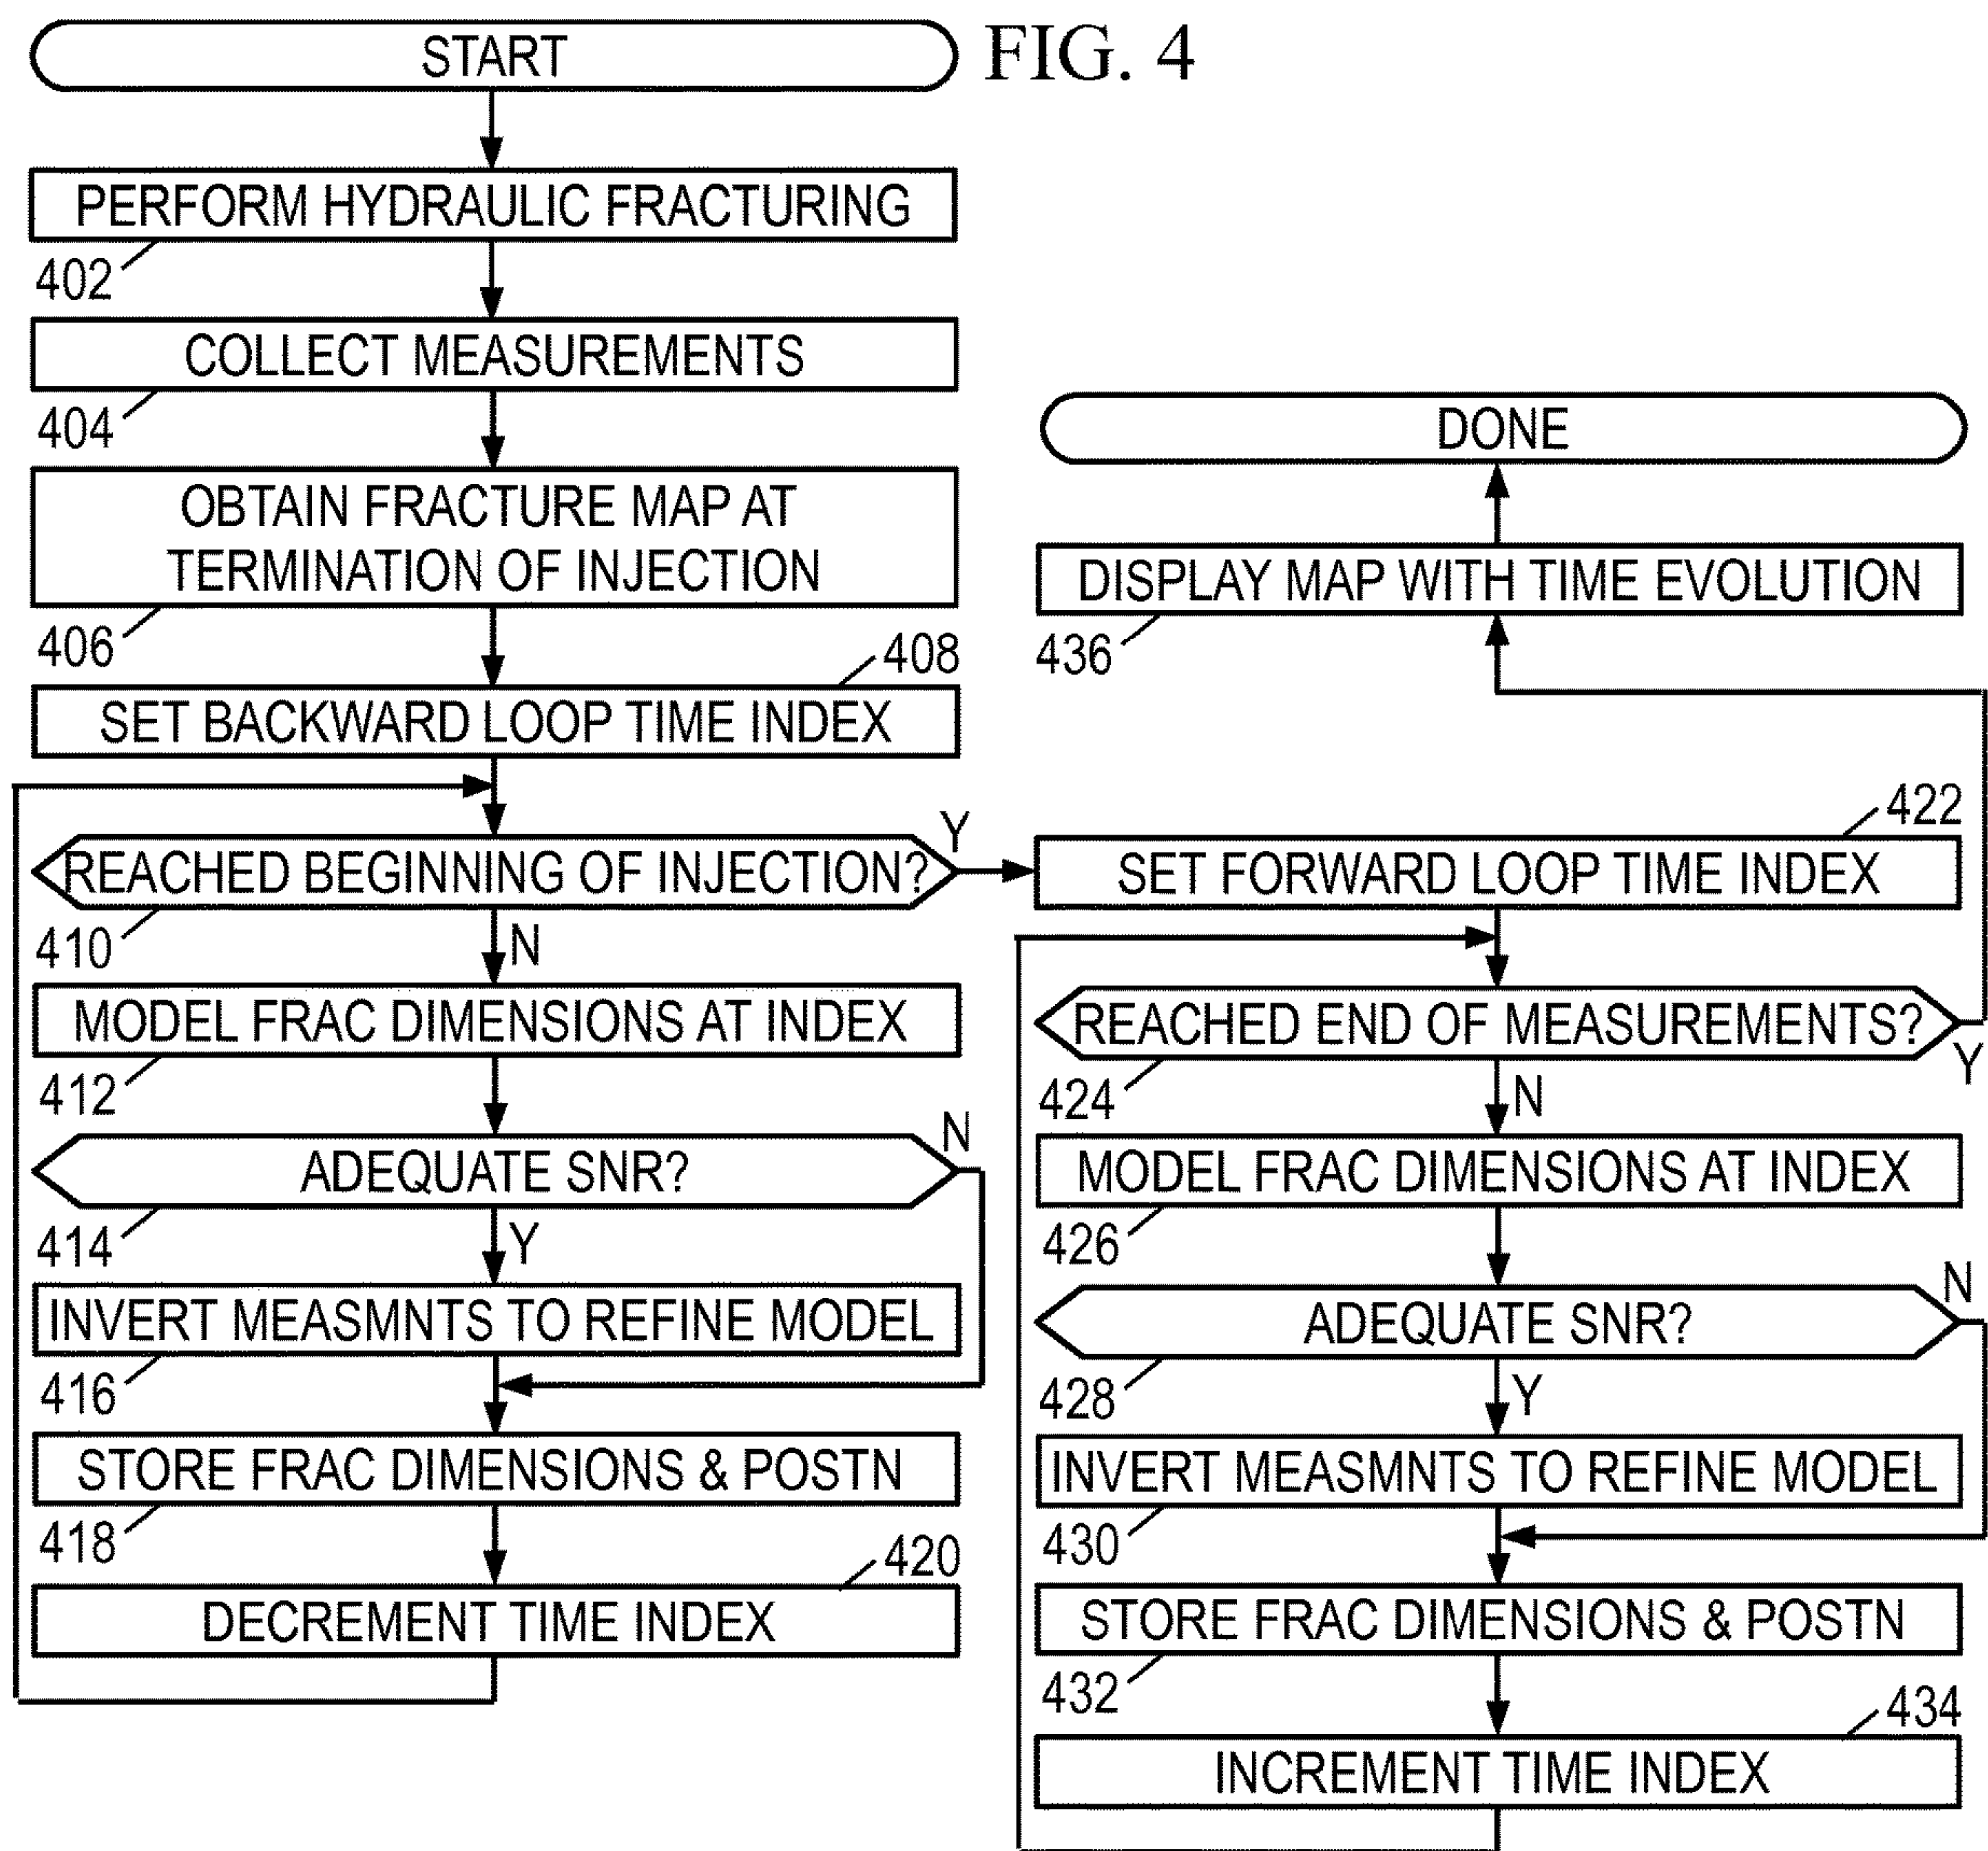 FIG. 4
START
PERFORM HYDRAULIC FRACTURING
402
COLLECT MEASUREMENTS
404
OBTAIN FRACTURE MAP AT
TERMINATION OF INJECTION
406
408
SET BACKWARD LOOP TIME INDEX
REACHED BEGINNING OF INJECTION?
Y
410
N
MODEL FRAC DIMENSIONS AT INDEX
412
ADEQUATE SNR?
N
414
Y
INVERT MEASMNTS TO REFINE MODEL
416
STORE FRAC DIMENSIONS & POSTN
418
420
DECREMENT TIME INDEX
DONE
DISPLAY MAP WITH TIME EVOLUTION
436
422
SET FORWARD LOOP TIME INDEX
REACHED END OF MEASUREMENTS?
Y
424
N
MODEL FRAC DIMENSIONS AT INDEX
426
ADEQUATE SNR?
N
428
Y
INVERT MEASMNTS TO REFINE MODEL
430
STORE FRAC DIMENSIONS & POSTN
432
434
INCREMENT TIME INDEX